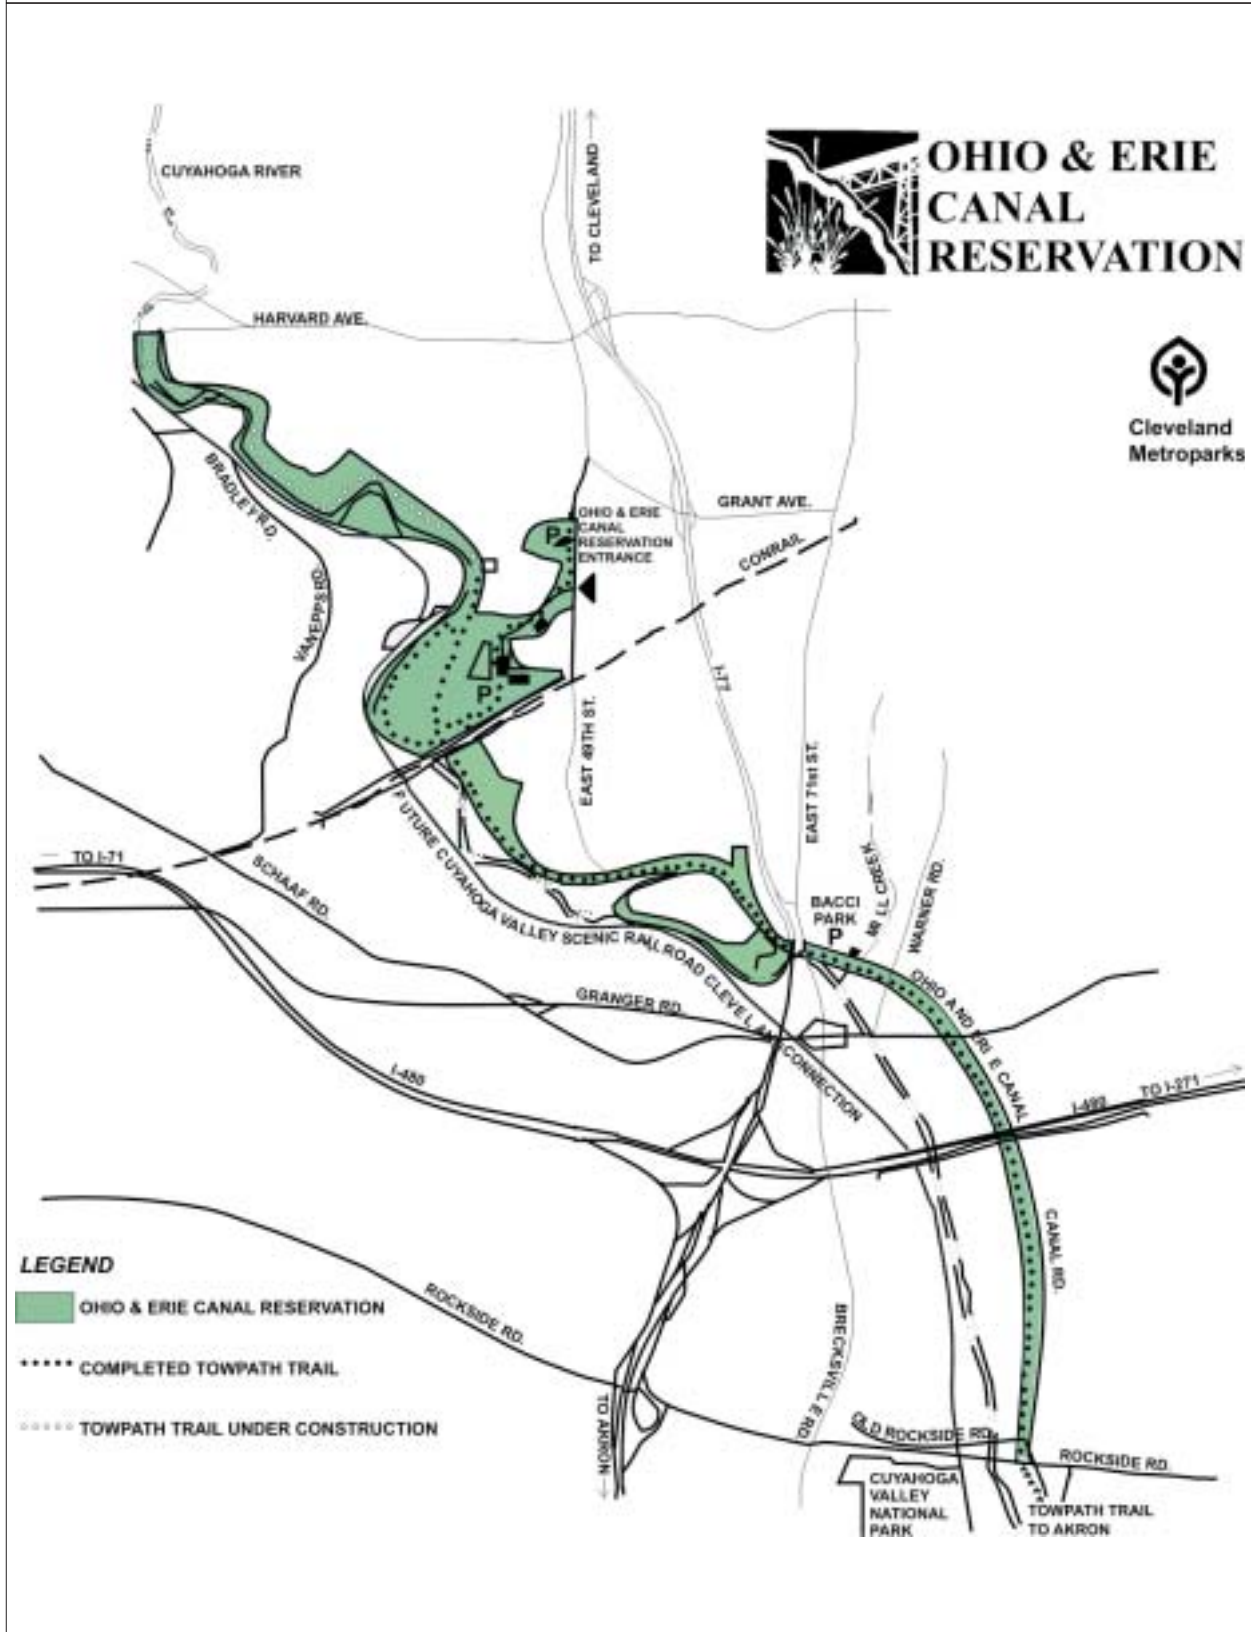 OHIO & ERIE
CANAL
RESERVATION
Cleveland
Metroparks
CUYAHOGA RIVER
TO CLEVELAND
HARVARD AVE.
BRADLEY RD.
GRANT AVE.
OHIO & ERIE
CANAL
RESERVATION
ENTRANCE
P
CONRAIL
VAN EPPS RD.
P
I-77
EAST 49TH ST.
EAST 71st ST.
MILL CREEK
WARNER RD.
TO I-71
SCHAAF RD.
FUTURE CUYAHOGA VALLEY SCENIC RAILROAD CLEVELAND CONNECTION
BACCI
PARK
P
OHIO AND ERIE CANAL
GRANGER RD.
I-480
I-480
TO I-271
CANAL RD.
LEGEND
OHIO & ERIE CANAL RESERVATION
COMPLETED TOWPATH TRAIL
TOWPATH TRAIL UNDER CONSTRUCTION
ROCKSIDE RD.
TO AKRON
BRECKSVILLE RD.
OLD ROCKSIDE RD.
ROCKSIDE RD.
CUYAHOGA
VALLEY
NATIONAL
PARK
TOWPATH TRAIL
TO AKRON